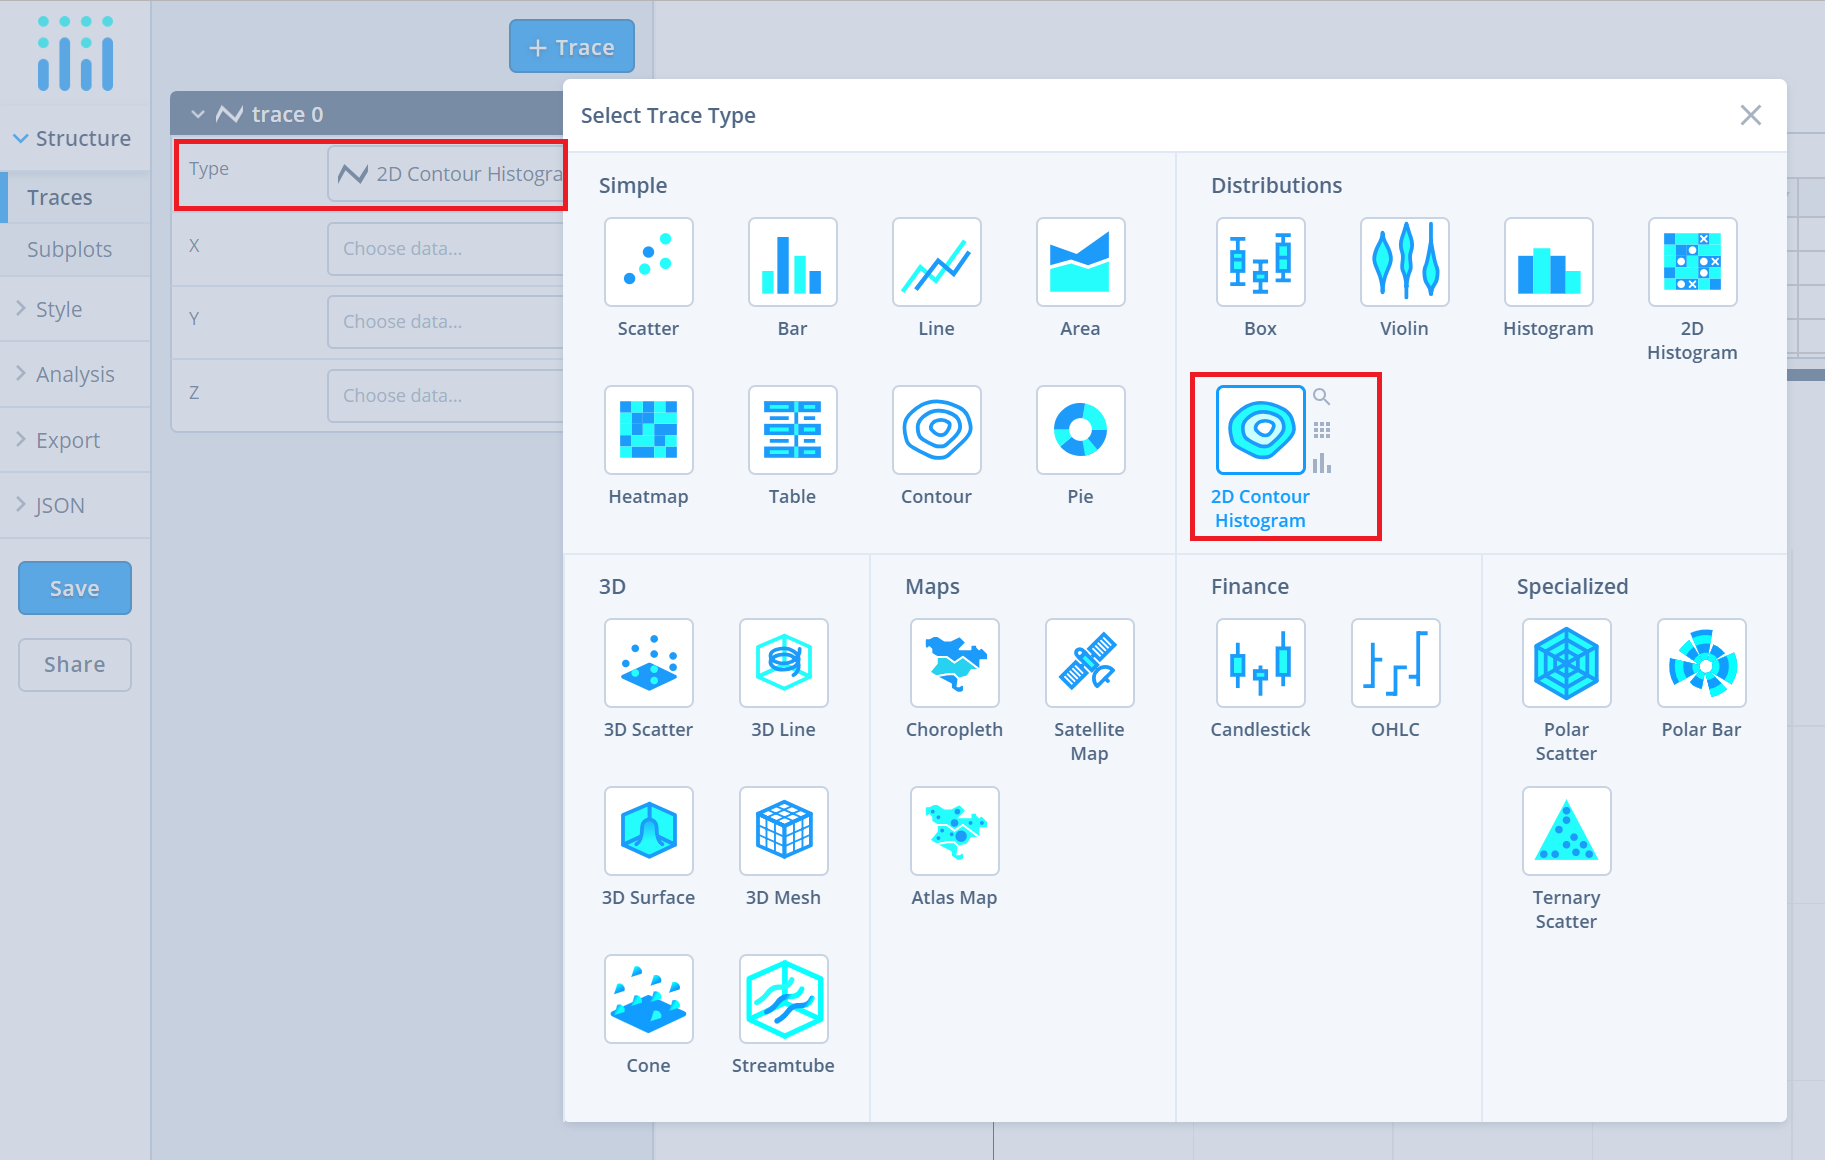 + Trace
trace 0
Structure
Type
2D Contour Histogra
Traces
Subplots
X
Choose data...
Y
Choose data...
Z
Choose data...
Style
Analysis
Export
JSON
Save
Share
Select Trace Type
Simple
Scatter
Bar
Line
Area
Heatmap
Table
Contour
Pie
Distributions
Box
Violin
Histogram
2D
Histogram
2D Contour
Histogram
3D
3D Scatter
3D Line
3D Surface
3D Mesh
Cone
Streamtube
Maps
Choropleth
Satellite
Map
Atlas Map
Finance
Candlestick
OHLC
Specialized
Polar
Scatter
Polar Bar
Ternary
Scatter